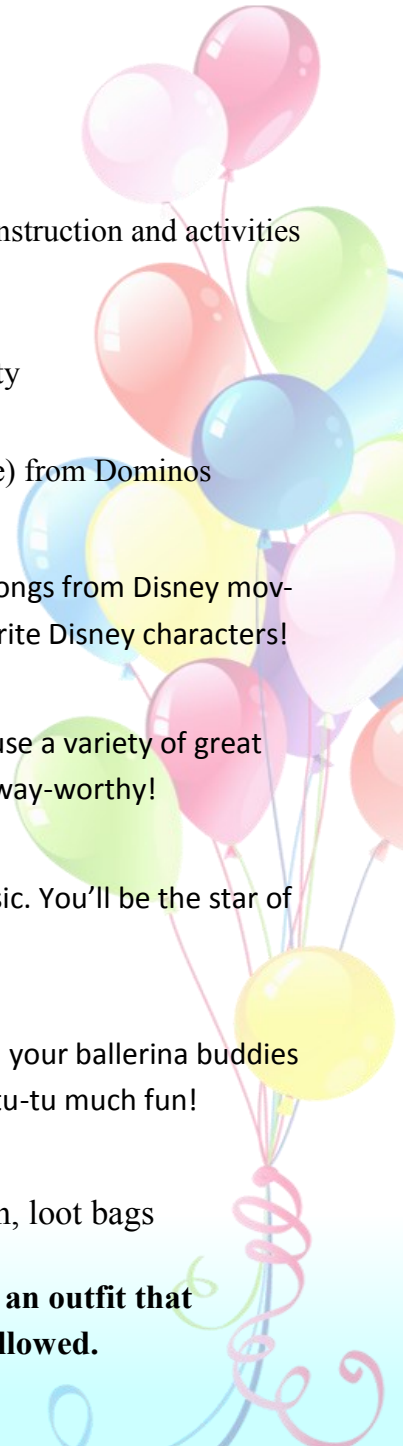 nstruction and activities
ty
e) from Dominos
ongs from Disney mov-
rite Disney characters!
use a variety of great
way-worthy!
sic. You’ll be the star of
your ballerina buddies
tu-tu much fun!
n, loot bags
an outfit that
llowed.